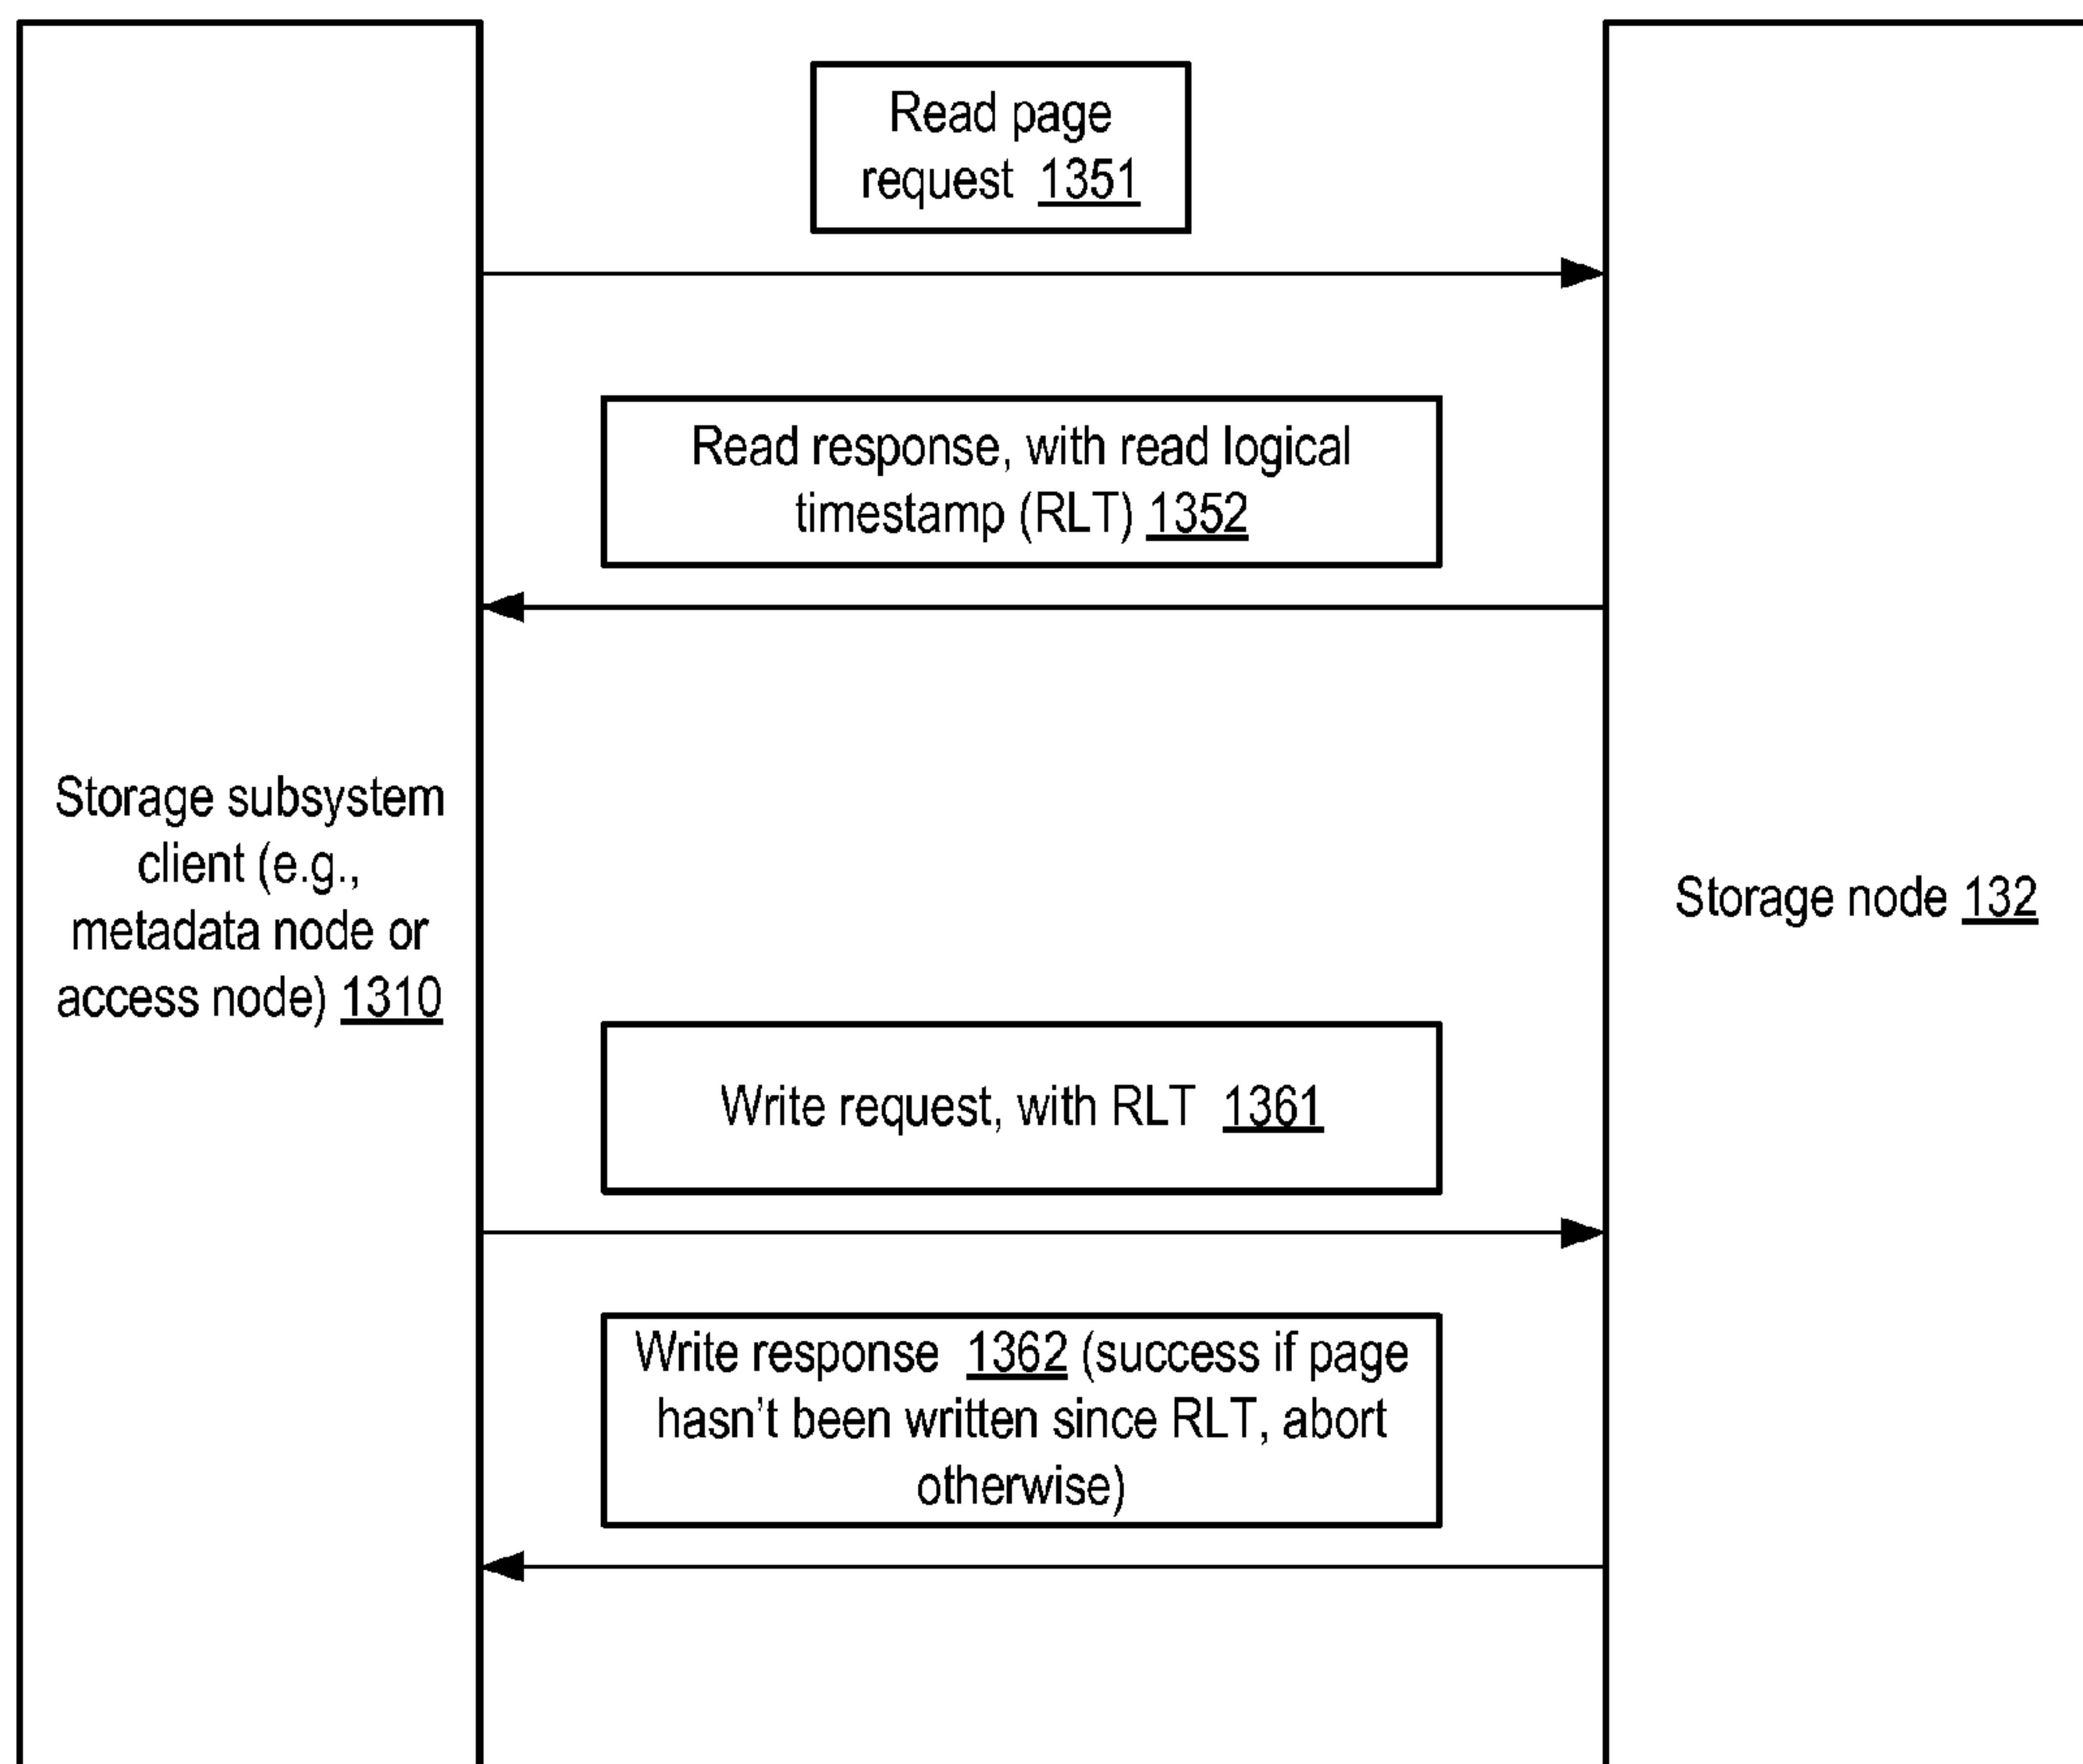 Read page
request 1351
Read response, with read logical
timestamp (RLT) 1352
Storage subsystem
client (e.g.,
metadata node or
access node) 1310
Storage node 132
Write request, with RLT 1361
Write response 1362 (success if page
hasn't been written since RLT, abort
otherwise)